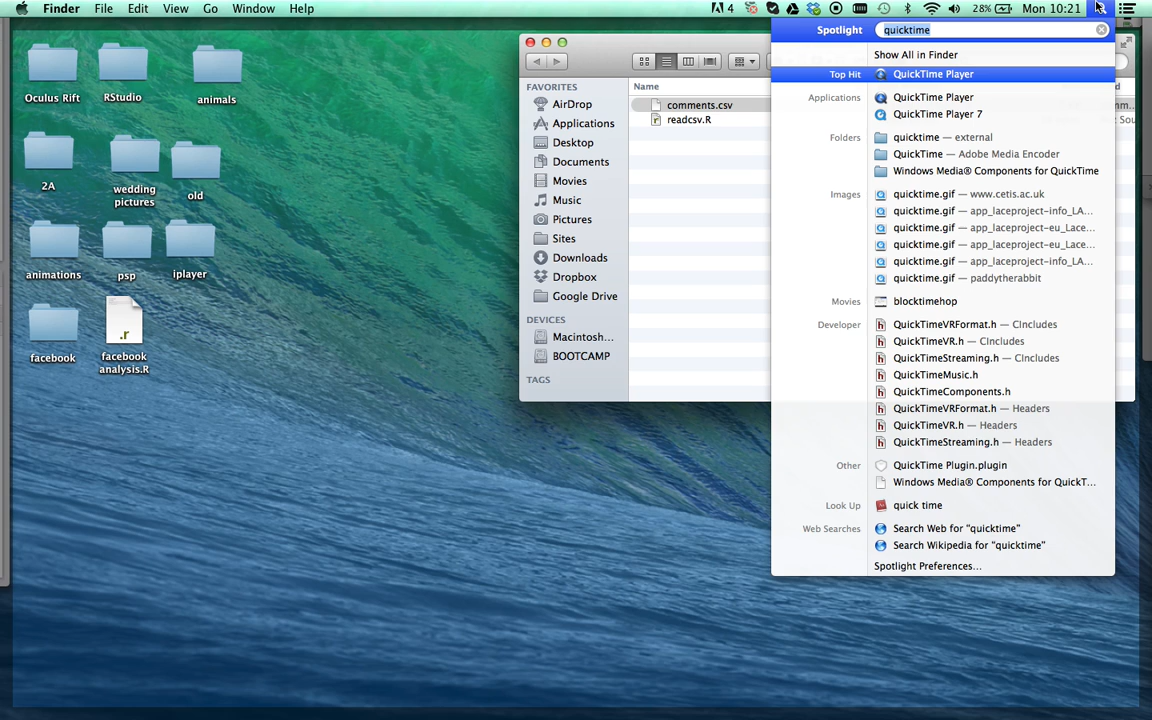 Finder File Edit View Go Window Help
4 28% Mon 10:21
Oculus Rift
RStudio
animals
2A
wedding
pictures
old
animations
psp
iplayer
facebook
facebook
analysis.R
FAVORITES
AirDrop
Applications
Desktop
Documents
Movies
Music
Pictures
Sites
Downloads
Dropbox
Google Drive
DEVICES
Macintosh...
BOOTCAMP
TAGS
Name
comments.csv
readcsv.R
Spotlight quicktime
Show All in Finder
Top Hit QuickTime Player
Applications QuickTime Player
QuickTime Player 7
Folders quicktime — external
QuickTime — Adobe Media Encoder
Windows Media® Components for QuickTime
Images quicktime.gif — www.cetis.ac.uk
quicktime.gif — app_laceproject-info_LA...
quicktime.gif — app_laceproject-eu_Lace...
quicktime.gif — app_laceproject-eu_Lace...
quicktime.gif — app_laceproject-info_LA...
quicktime.gif — paddytherabbit
Movies blocktimehop
Developer QuickTimeVRFormat.h — CIncludes
QuickTimeVR.h — CIncludes
QuickTimeStreaming.h — CIncludes
QuickTimeMusic.h
QuickTimeComponents.h
QuickTimeVRFormat.h — Headers
QuickTimeVR.h — Headers
QuickTimeStreaming.h — Headers
Other QuickTime Plugin.plugin
Windows Media® Components for QuickT...
Look Up quick time
Web Searches Search Web for "quicktime"
Search Wikipedia for "quicktime"
Spotlight Preferences...